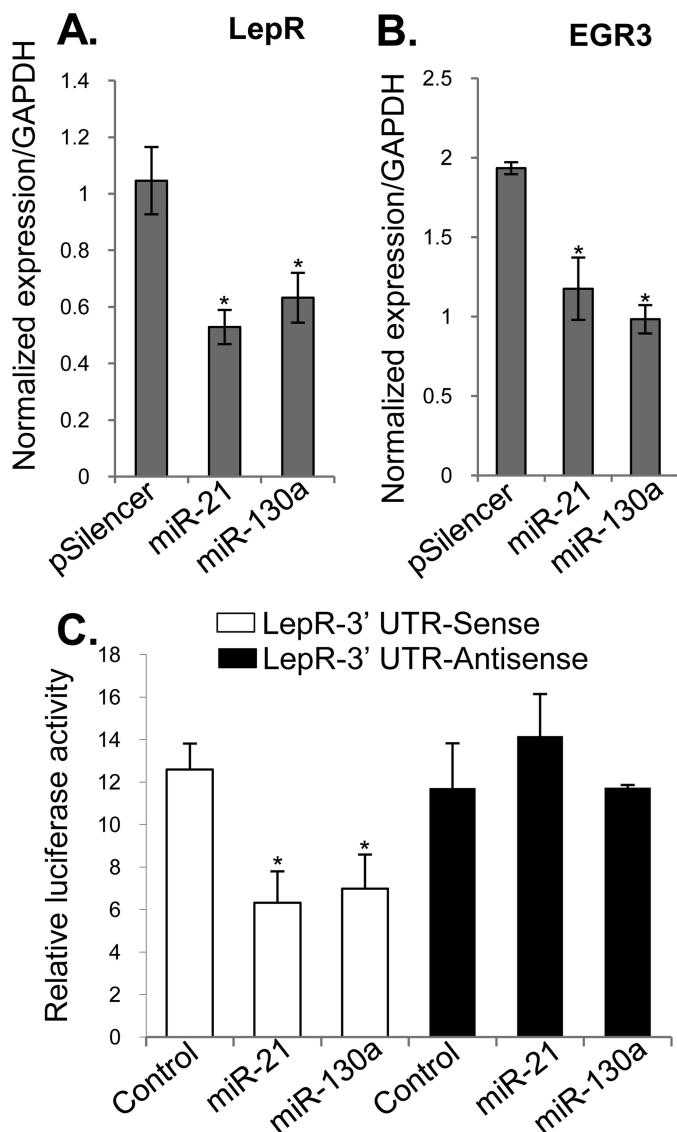 A. LepR
Normalized expression/GAPDH
1.4
1.2
1
0.8
0.6
0.4
0.2
0
*
*
pSilencer
miR-21
miR-130a
B. EGR3
Normalized expression/GAPDH
2.5
2
1.5
1
0.5
0
*
*
pSilencer
miR-21
miR-130a
C.
LepR-3’ UTR-Sense
LepR-3’ UTR-Antisense
Relative luciferase activity
18
16
14
12
10
8
6
4
2
0
*
*
Control
miR-21
miR-130a
Control
miR-21
miR-130a